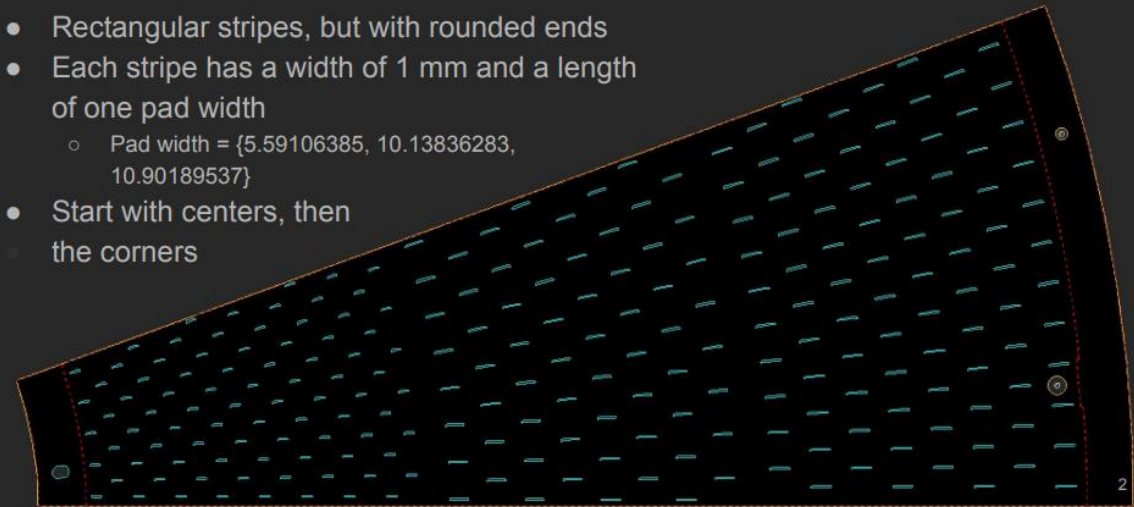 ● Rectangular stripes, but with rounded ends
● Each stripe has a width of 1 mm and a length
of one pad width
○ Pad width = {5.59106385, 10.13836283,
10.90189537}
● Start with centers, then
● the corners
2